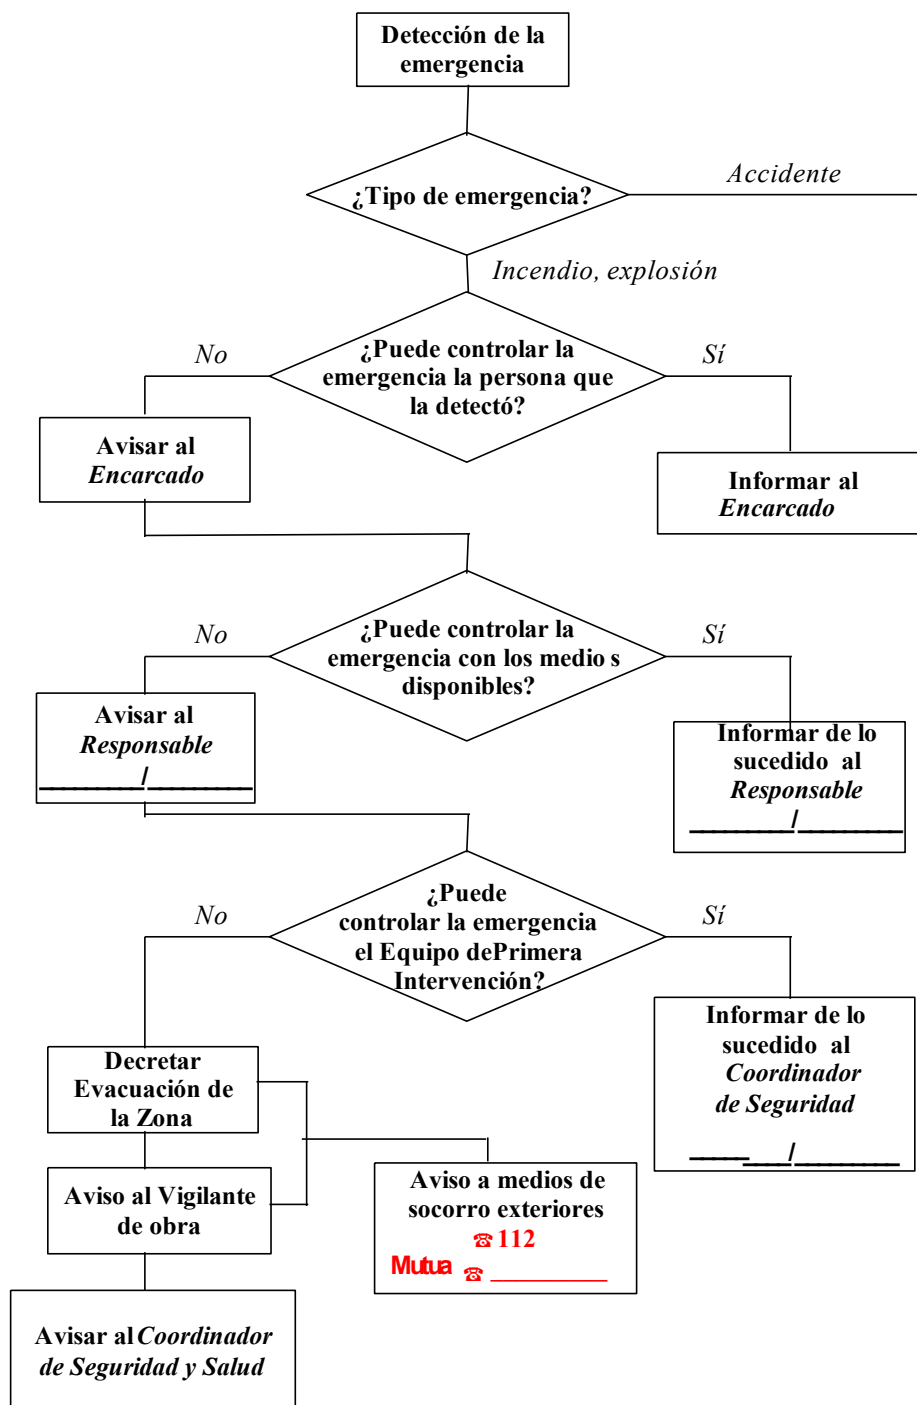 Detección de la
emergencia
¿Tipo de emergencia?
Accidente
Incendio, explosión
¿Puede controlar la
emergencia la persona que
la detectó?
No
Sí
Avisar al
Encarcado
Informar al
Encarcado
¿Puede controlar la
emergencia con los medio s
disponibles?
No
Sí
Avisar al
Responsable
_________/_________
Informar de lo
sucedido al
Responsable
_________/_________
¿Puede
controlar la emergencia
el Equipo dePrimera
Intervención?
No
Sí
Informar de lo
sucedido al
Coordinador
de Seguridad
_________/_________
Decretar
Evacuación de
la Zona
Aviso al Vigilante
de obra
Aviso a medios de
socorro exteriores
☎ 112
Mutua ☎ __________
Avisar al Coordinador
de Seguridad y Salud